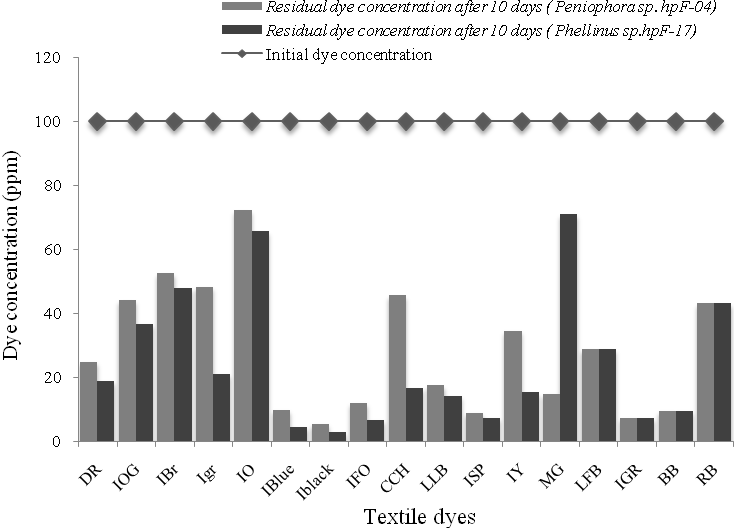 Residual dye concentration after 10 days ( Peniophora sp. hpF-04)
Residual dye concentration after 10 days ( Phellinus sp.hpF-17)
Initial dye concentration
120
100
80
60
40
20
0
Dye concentration (ppm)
DR
IOG
IBr
Igr
IO
IBlue
Iblack
IFO
CCH
LLB
ISP
IY
MG
LFB
IGR
BB
RB
Textile dyes